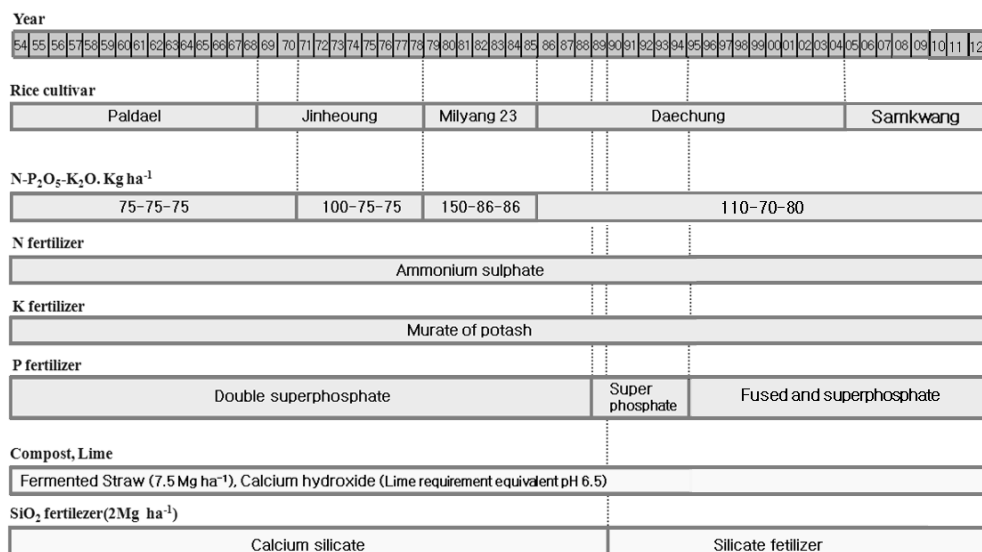 Year
54 55 56 57 58 59 60 61 62 63 64 65 66 67 68 69 70 71 72 73 74 75 76 77 78 79 80 81 82 83 84 85 86 87 88 89 90 91 92 93 94 95 96 97 98 99 00 01 02 03 04 05 06 07 08 09 10 11 12
Rice cultivar
Paldael Jinheoung Milyang 23 Daechung Samkwang
N-P₂O₅-K₂O. Kg ha⁻¹
75-75-75 100-75-75 150-86-86 110-70-80
N fertilizer
Ammonium sulphate
K fertilizer
Murate of potash
P fertilizer
Double superphosphate Super phosphate Fused and superphosphate
Compost, Lime
Fermented Straw (7.5 Mg ha⁻¹), Calcium hydroxide (Lime requirement equivalent pH 6.5)
SiO₂ fertilezer(2Mg ha⁻¹)
Calcium silicate Silicate fetilizer